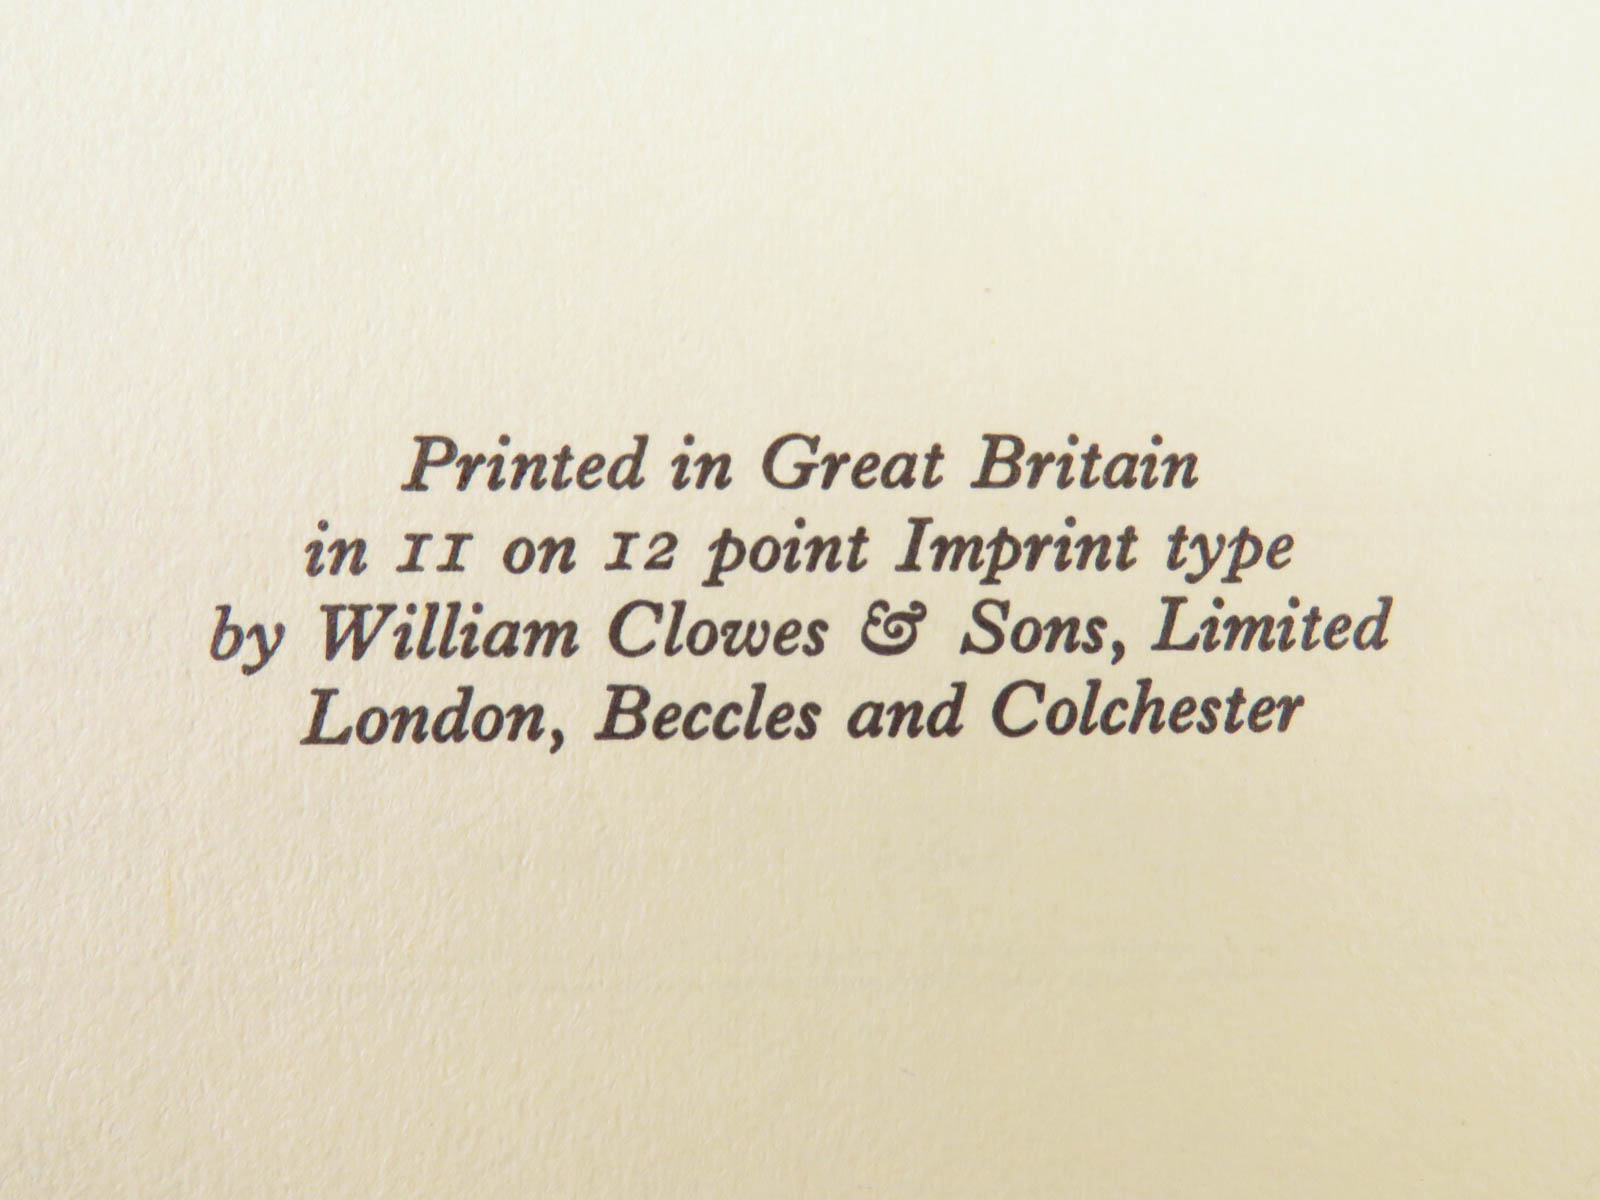 Printed in Great Britain
in 11 on 12 point Imprint type
by William Clowes & Sons, Limited
London, Beccles and Colchester